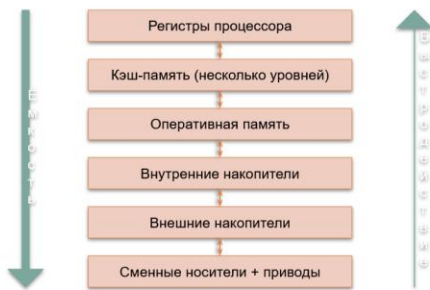 Регистры процессора
Кэш-память (несколько уровней)
Оперативная память
Внутренние накопители
Внешние накопители
Сменные носители + приводы
Емкость
Быстродействие